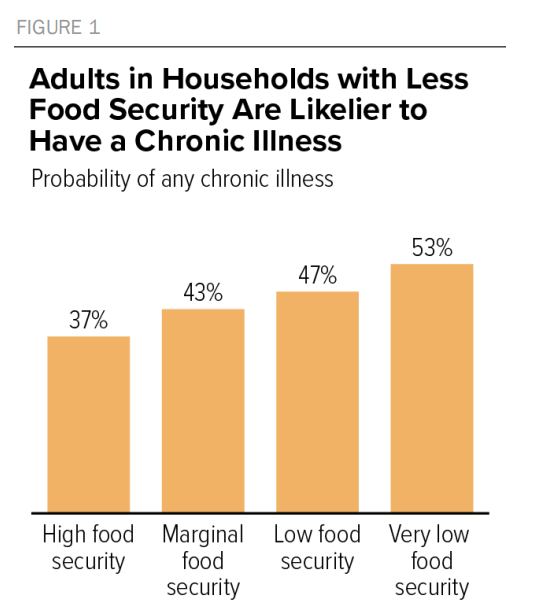 FIGURE 1
Adults in Households with Less
Food Security Are Likelier to
Have a Chronic Illness
Probability of any chronic illness
37%
43%
47%
53%
High food
security
Marginal
food
security
Low food
security
Very low
food
security